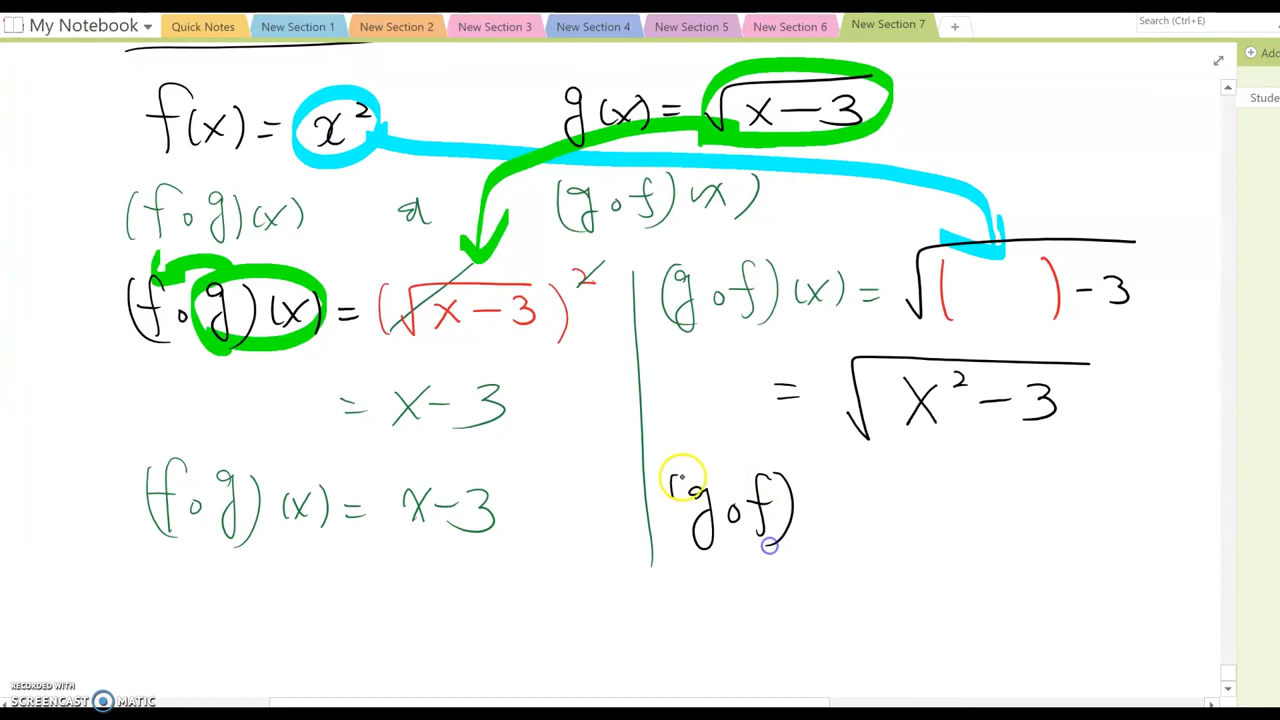 My Notebook Quick Notes New Section 1 New Section 2 New Section 3 New Section 4 New Section 5 New Section 6 New Section 7 + Search (Ctrl+E)
Add
Stude
f(x) = x² g(x) = √(x−3)
(f∘g)(x) (g∘f)(x)
(f∘g)(x) = (√(x−3))²
= x−3
(f∘g)(x) = x−3
(g∘f)(x) = √(( )−3)
= √(x²−3)
(g∘f)
RECORDED WITH
SCREENCAST MATIC